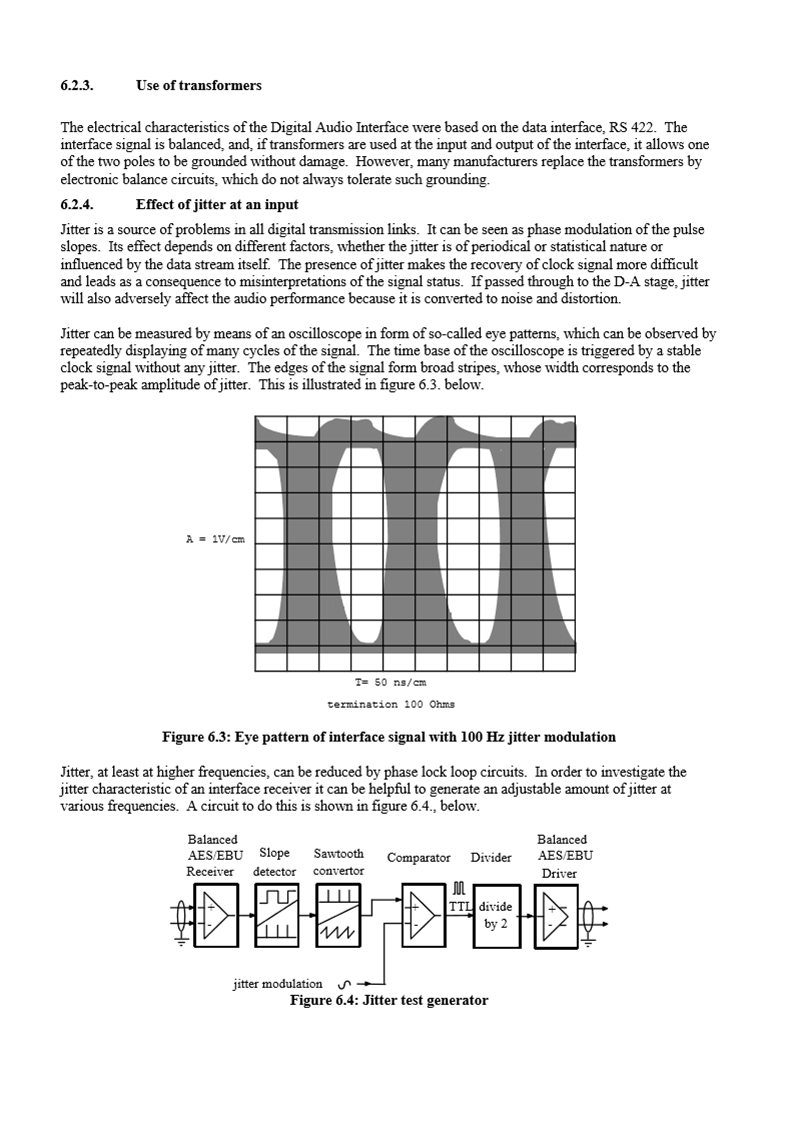 6.2.3. Use of transformers
The electrical characteristics of the Digital Audio Interface were based on the data interface, RS 422. The
interface signal is balanced, and, if transformers are used at the input and output of the interface, it allows one
of the two poles to be grounded without damage. However, many manufacturers replace the transformers by
electronic balance circuits, which do not always tolerate such grounding.
6.2.4. Effect of jitter at an input
Jitter is a source of problems in all digital transmission links. It can be seen as phase modulation of the pulse
slopes. Its effect depends on different factors, whether the jitter is of periodical or statistical nature or
influenced by the data stream itself. The presence of jitter makes the recovery of clock signal more difficult
and leads as a consequence to misinterpretations of the signal status. If passed through to the D-A stage, jitter
will also adversely affect the audio performance because it is converted to noise and distortion.
Jitter can be measured by means of an oscilloscope in form of so-called eye patterns, which can be observed by
repeatedly displaying of many cycles of the signal. The time base of the oscilloscope is triggered by a stable
clock signal without any jitter. The edges of the signal form broad stripes, whose width corresponds to the
peak-to-peak amplitude of jitter. This is illustrated in figure 6.3. below.
A = 1V/cm
T= 50 ns/cm
termination 100 Ohms
Figure 6.3: Eye pattern of interface signal with 100 Hz jitter modulation
Jitter, at least at higher frequencies, can be reduced by phase lock loop circuits. In order to investigate the
jitter characteristic of an interface receiver it can be helpful to generate an adjustable amount of jitter at
various frequencies. A circuit to do this is shown in figure 6.4., below.
Balanced
AES/EBU
Receiver
Slope
detector
Sawtooth
convertor
Comparator
Divider
Balanced
AES/EBU
Driver
+
-
+
-
TTL
divide
by 2
+
-
jitter modulation
Figure 6.4: Jitter test generator